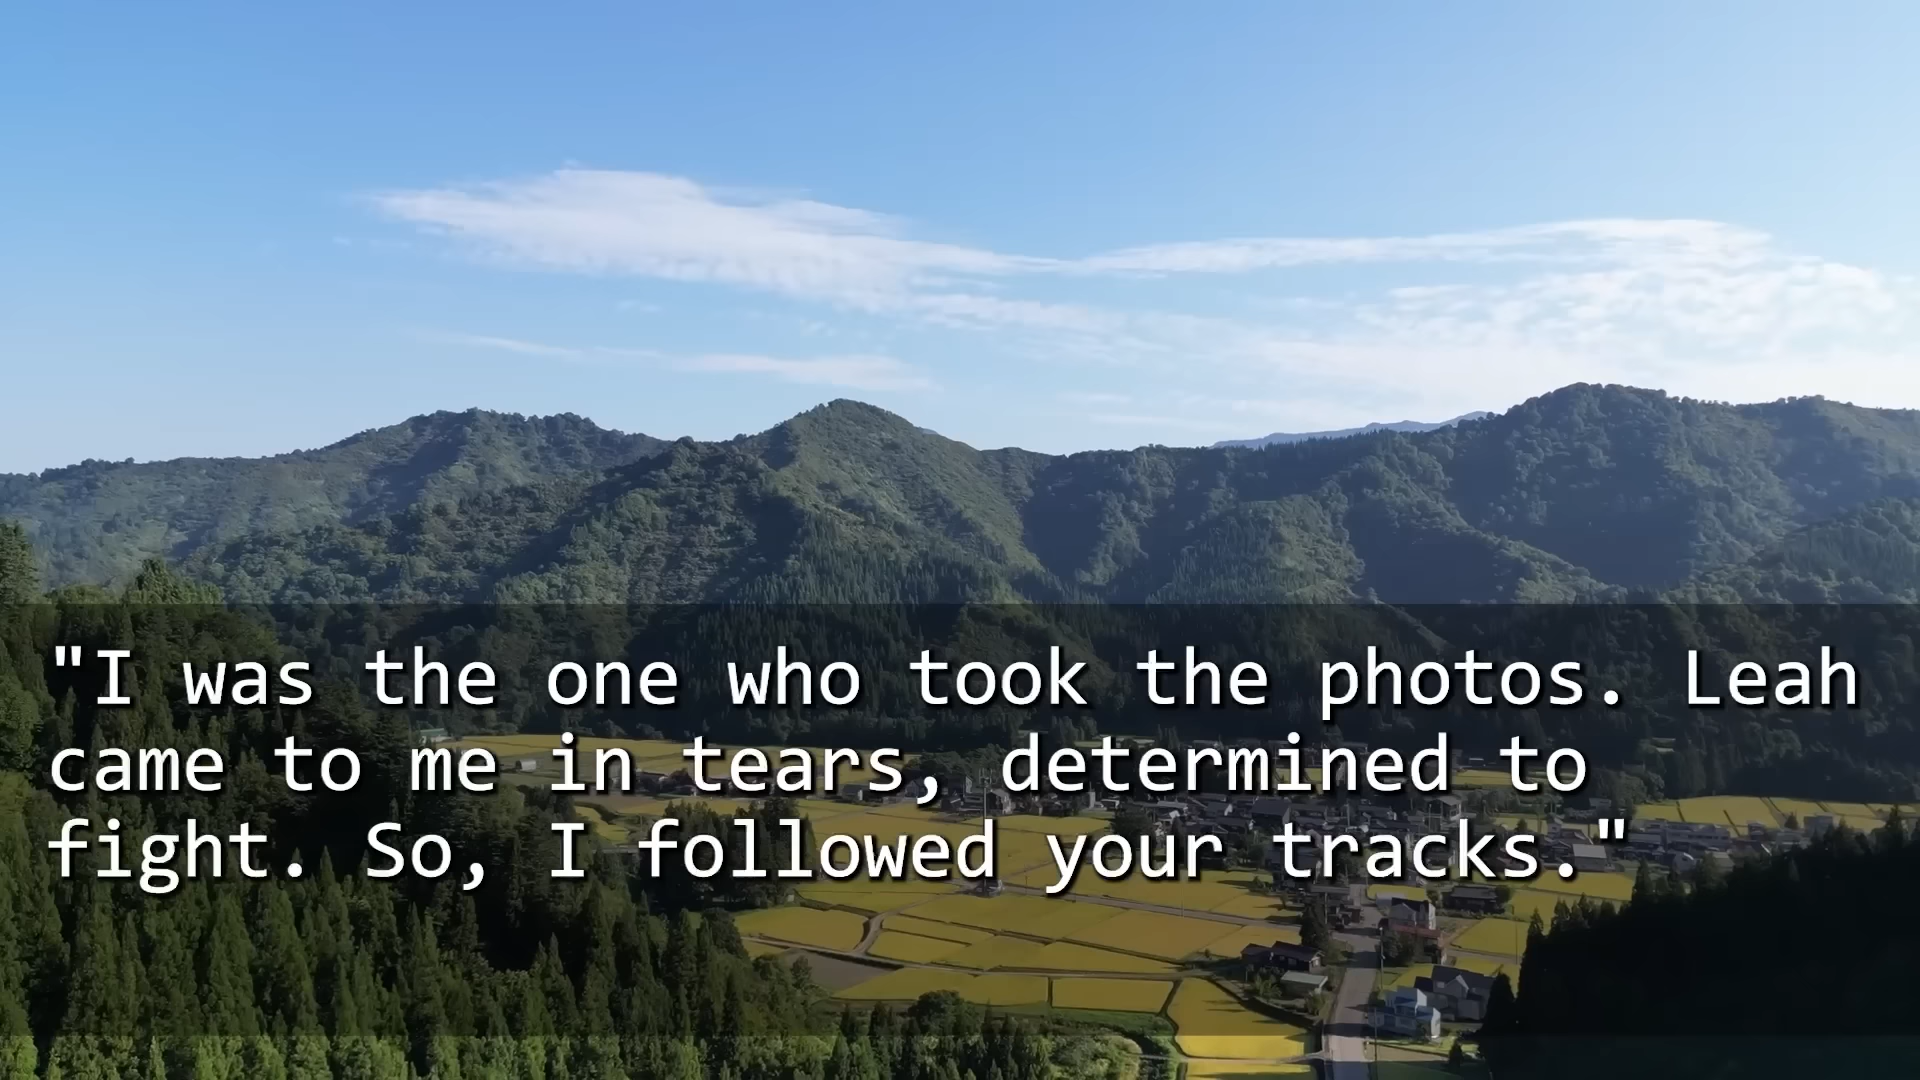 "I was the one who took the photos. Leah
came to me in tears, determined to
fight. So, I followed your tracks."